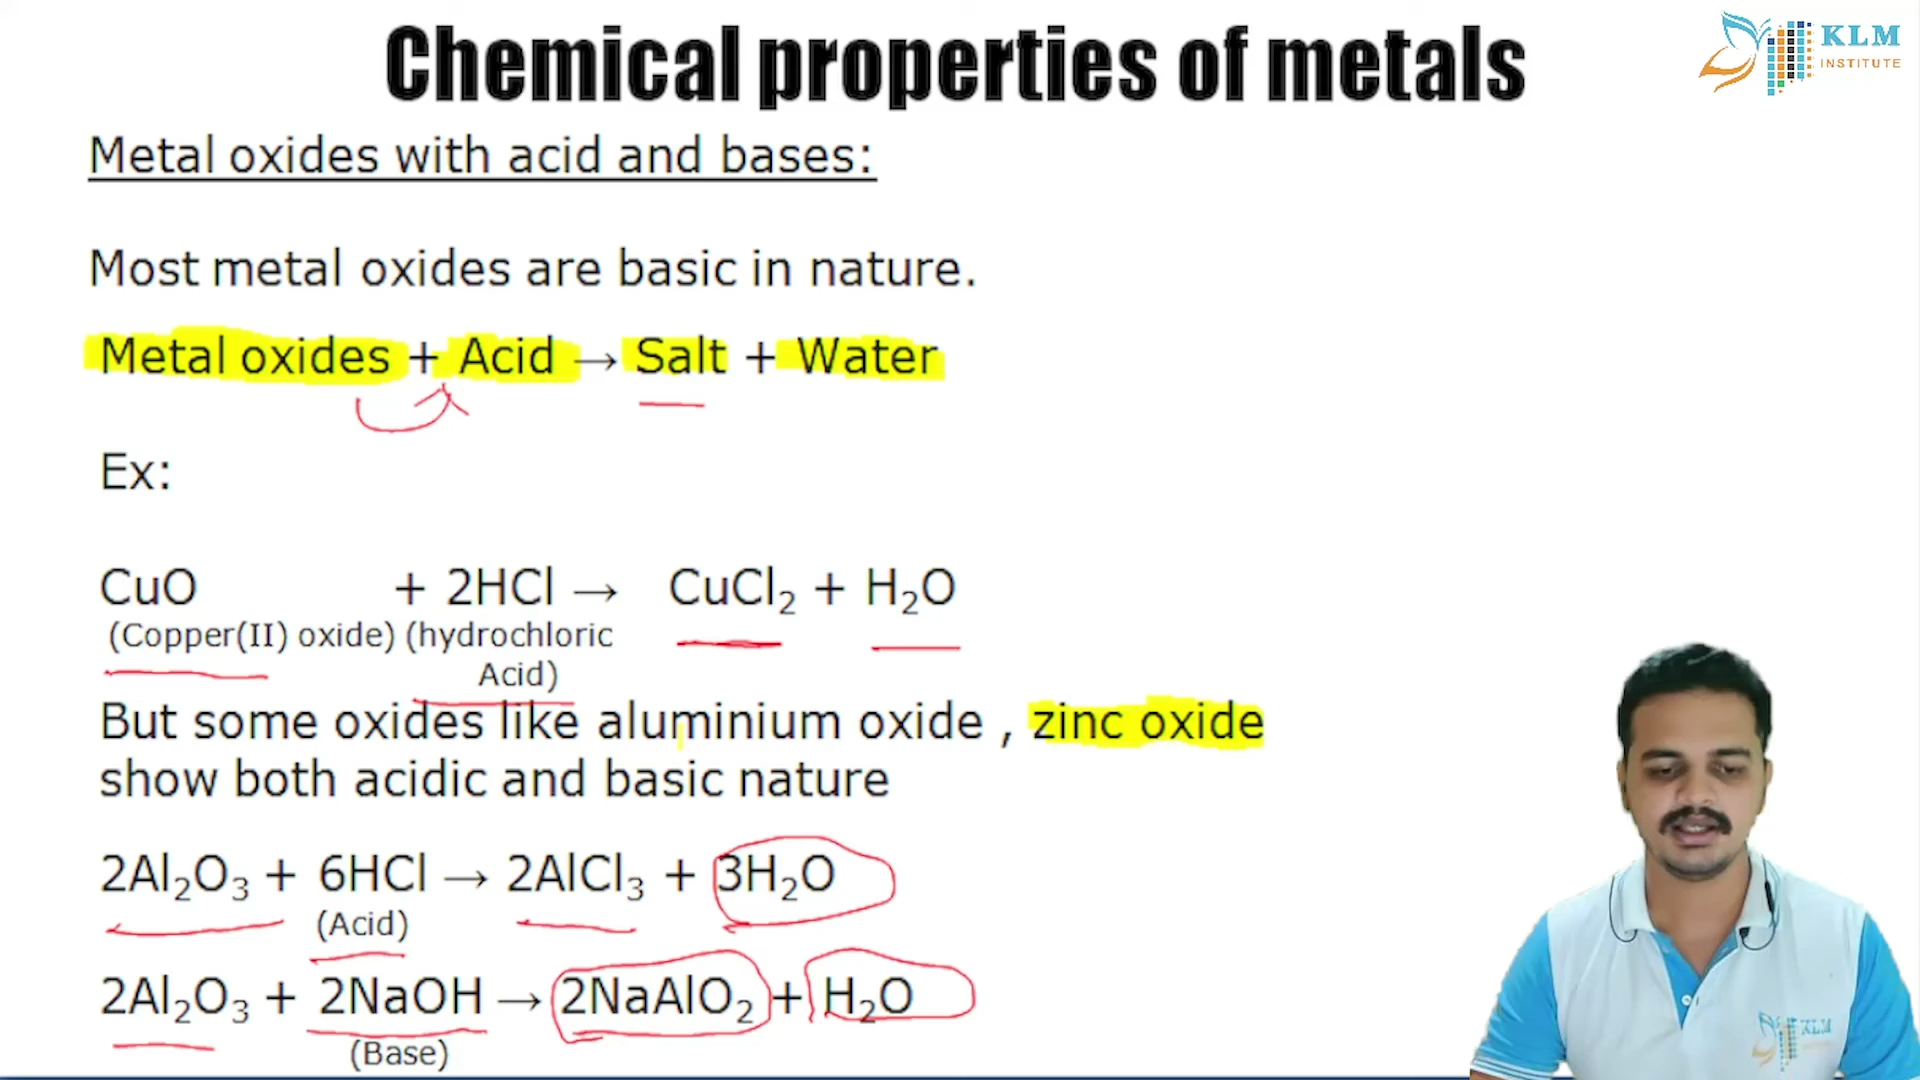 Chemical properties of metals
KLM
INSTITUTE
Metal oxides with acid and bases:
Most metal oxides are basic in nature.
Metal oxides + Acid → Salt + Water
Ex:
CuO + 2HCl → CuCl₂ + H₂O
(Copper(II) oxide) (hydrochloric
Acid)
But some oxides like aluminium oxide , zinc oxide
show both acidic and basic nature
2Al₂O₃ + 6HCl → 2AlCl₃ + 3H₂O
(Acid)
2Al₂O₃ + 2NaOH → 2NaAlO₂ + H₂O
(Base)
KLM